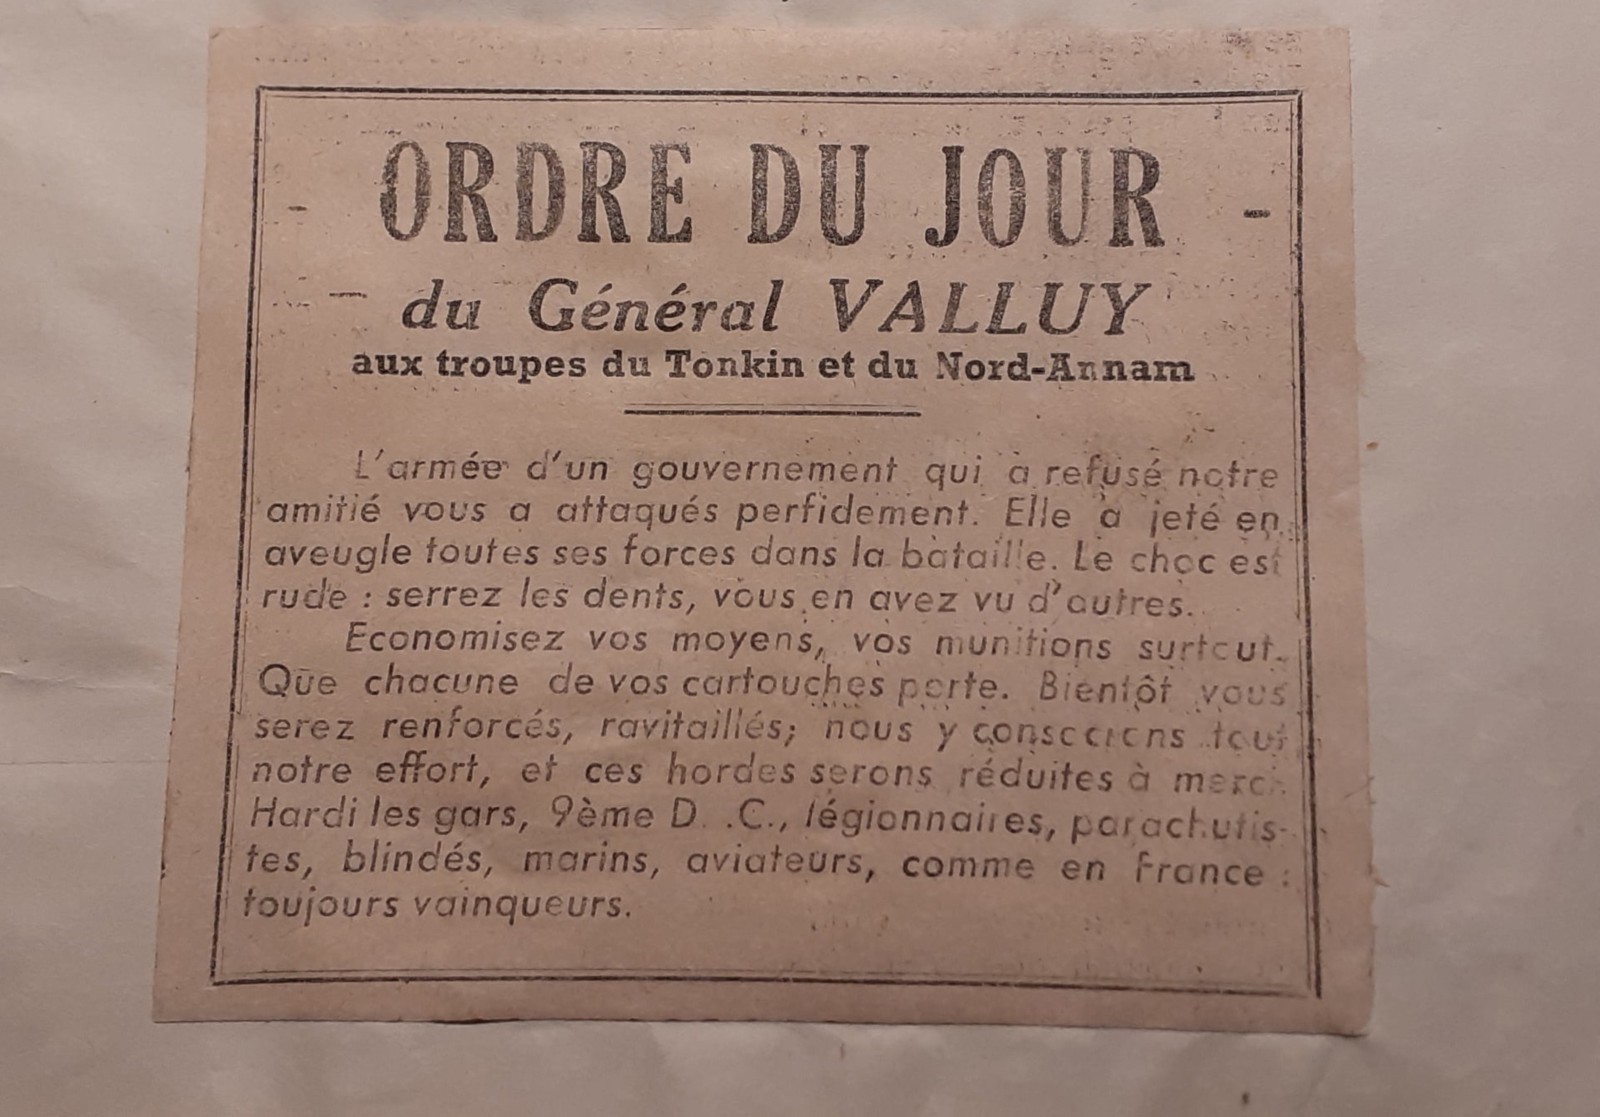 ORDRE DU JOUR
du Général VALLUY
aux troupes du Tonkin et du Nord-Annam
L'armée d'un gouvernement qui a refusé notre
amitié vous a attaqués perfidement. Elle a jeté en
aveugle toutes ses forces dans la bataille. Le choc est
rude : serrez les dents, vous en avez vu d'autres.
Economisez vos moyens, vos munitions surtout.
Que chacune de vos cartouches porte. Bientôt vous
serez renforcés, ravitaillés; nous y consacrons tout
notre effort, et ces hordes serons réduites à merci.
Hardi les gars, 9ème D. .C., légionnaires, parachutis-
tes, blindés, marins, aviateurs, comme en France :
toujours vainqueurs.